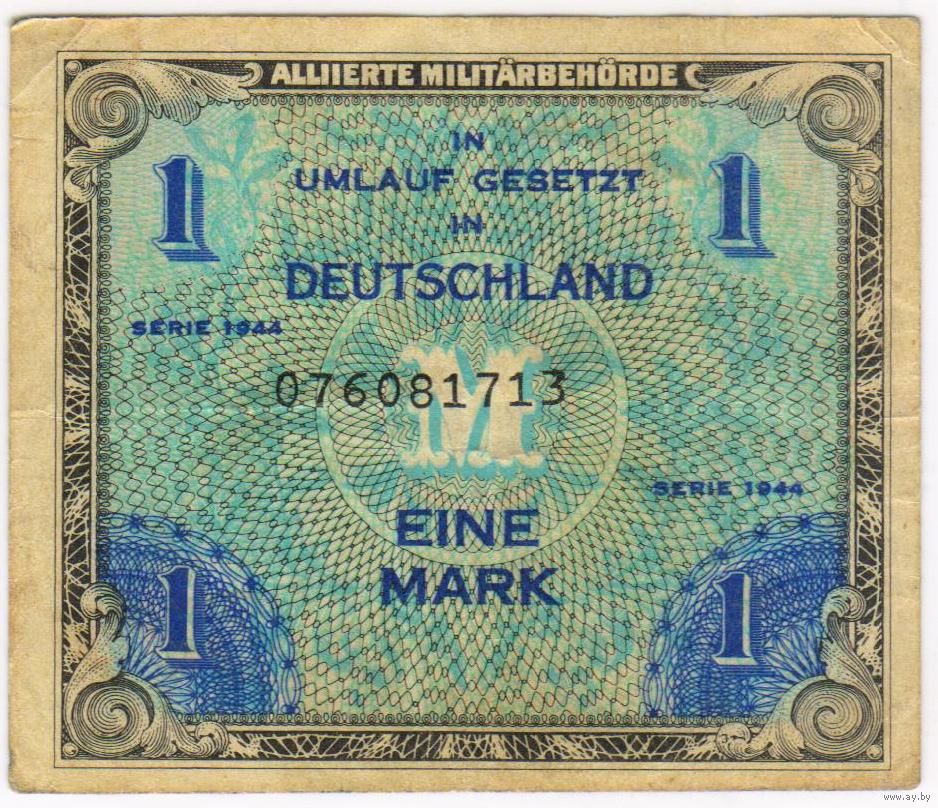 ALLIIERTE MILITÄRBEHÖRDE
IN
1 UMLAUF GESETZT 1
IN
DEUTSCHLAND
SERIE 1944
M
076081713
SERIE 1944
EINE
1 MARK 1
www.ay.by